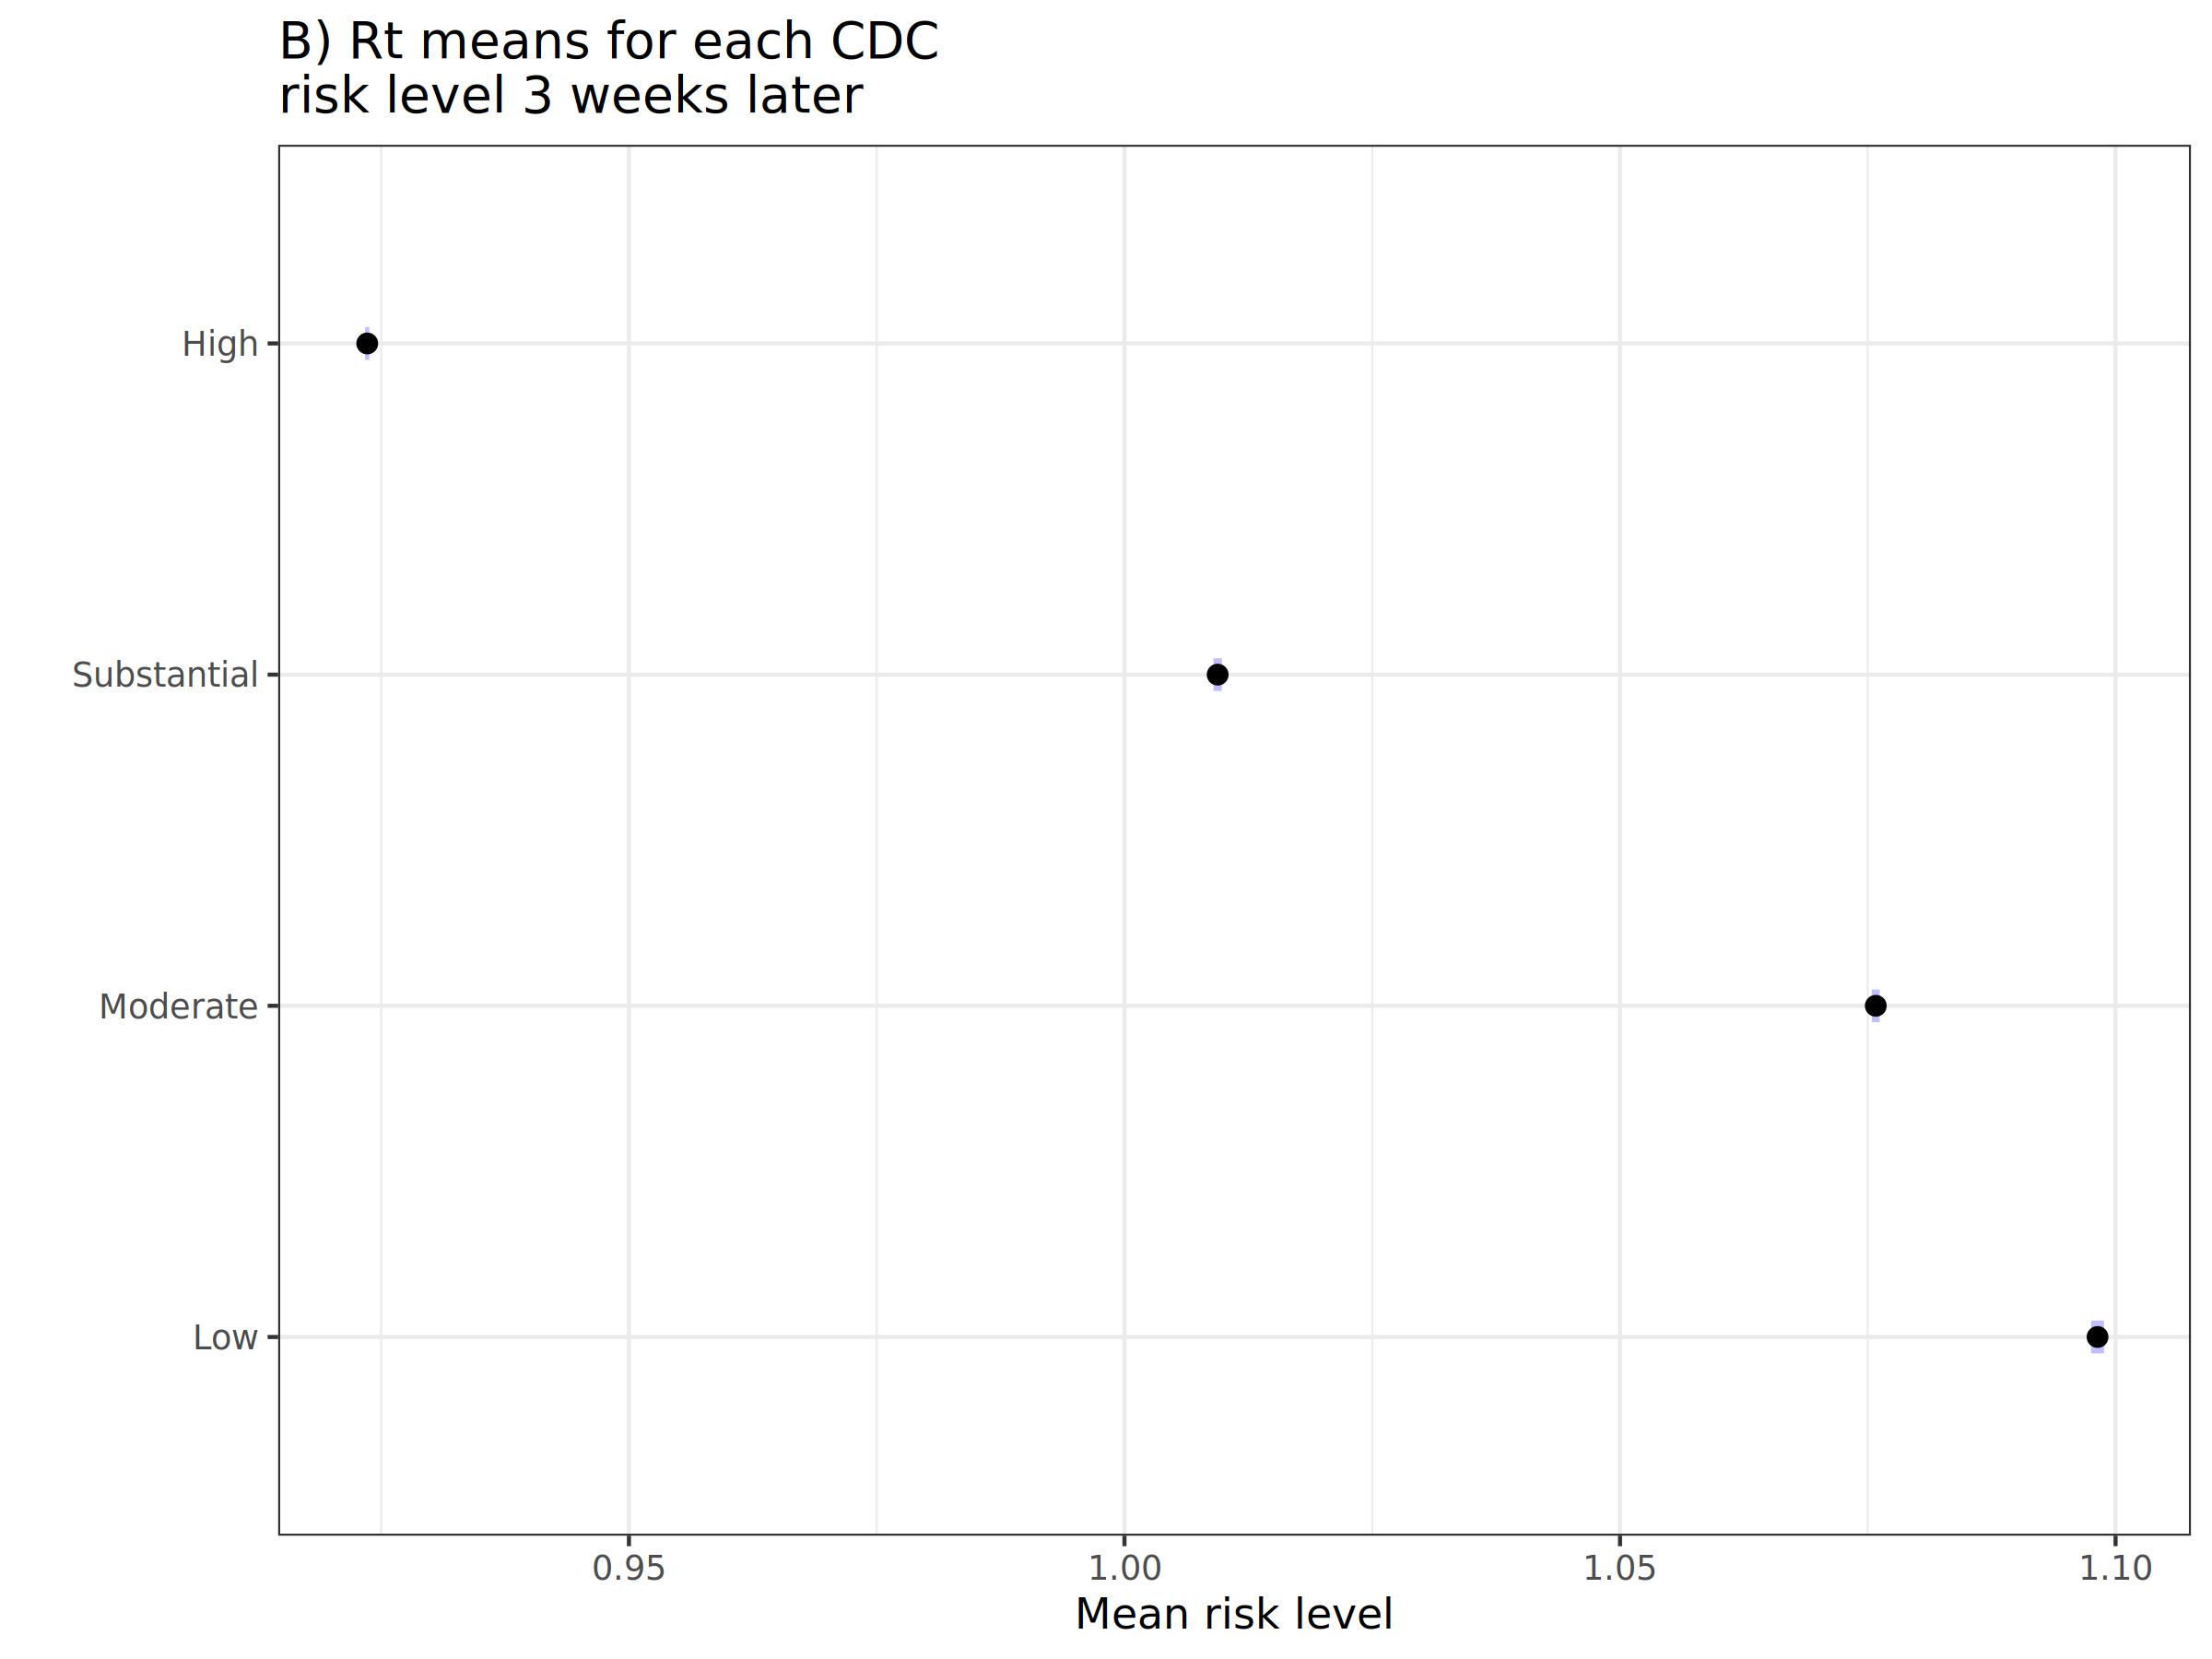 B) Rt means for each CDC
risk level 3 weeks later
High
Substantial
Moderate
Low
0.95 1.00 1.05 1.10
Mean risk level